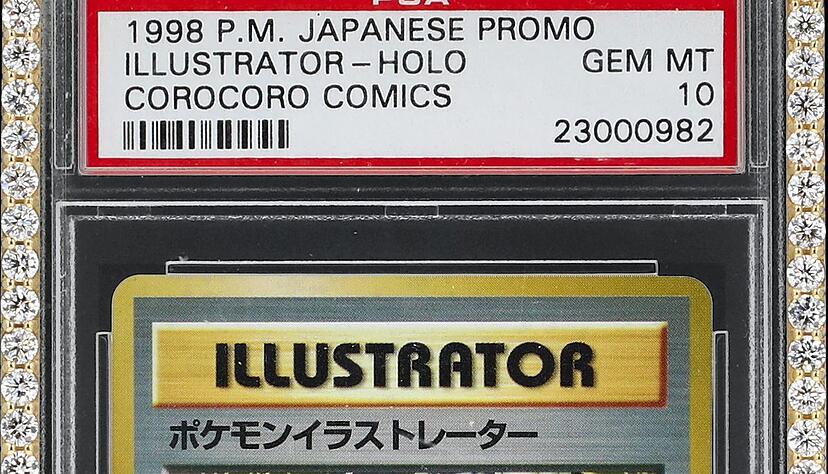 PSA
1998 P.M. JAPANESE PROMO
ILLUSTRATOR-HOLO GEM MT
COROCORO COMICS 10
23000982
ILLUSTRATOR
ポケモンイラストレーター